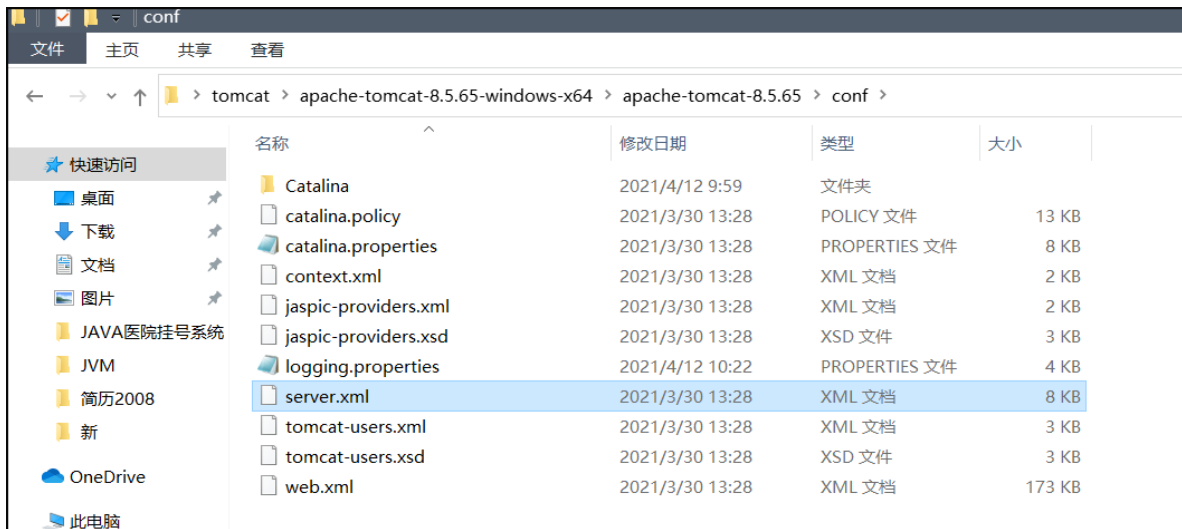 conf
文件 主页 共享 查看
tomcat > apache-tomcat-8.5.65-windows-x64 > apache-tomcat-8.5.65 > conf >
名称 修改日期 类型 大小
快速访问
桌面
下载
文档
图片
JAVA医院挂号系统
JVM
简历2008
新
OneDrive
此电脑
Catalina 2021/4/12 9:59 文件夹
catalina.policy 2021/3/30 13:28 POLICY 文件 13 KB
catalina.properties 2021/3/30 13:28 PROPERTIES 文件 8 KB
context.xml 2021/3/30 13:28 XML 文档 2 KB
jaspic-providers.xml 2021/3/30 13:28 XML 文档 2 KB
jaspic-providers.xsd 2021/3/30 13:28 XSD 文件 3 KB
logging.properties 2021/4/12 10:22 PROPERTIES 文件 4 KB
server.xml 2021/3/30 13:28 XML 文档 8 KB
tomcat-users.xml 2021/3/30 13:28 XML 文档 3 KB
tomcat-users.xsd 2021/3/30 13:28 XSD 文件 3 KB
web.xml 2021/3/30 13:28 XML 文档 173 KB